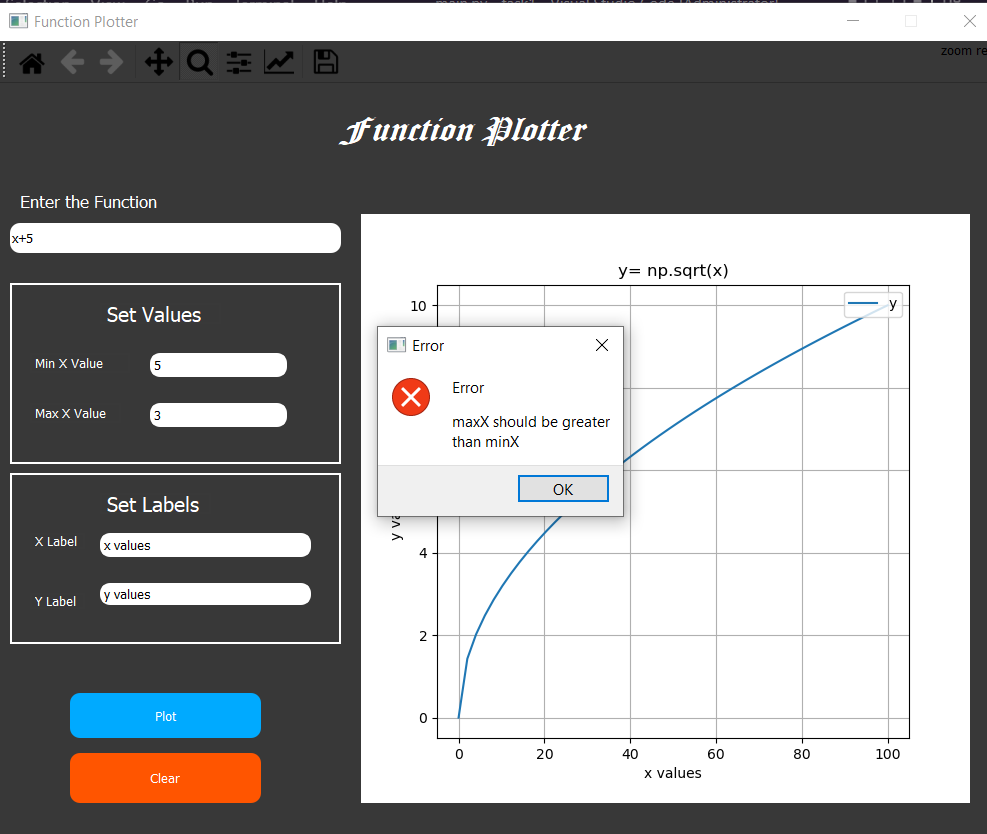 Function Plotter
zoom re
Function Plotter
Enter the Function
x+5
Set Values
Min X Value
5
Max X Value
3
Set Labels
X Label
x values
Y Label
y values
Plot
Clear
y= np.sqrt(x)
y
10
4
2
0
0 20 40 60 80 100
x values
Error
Error
maxX should be greater
than minX
OK